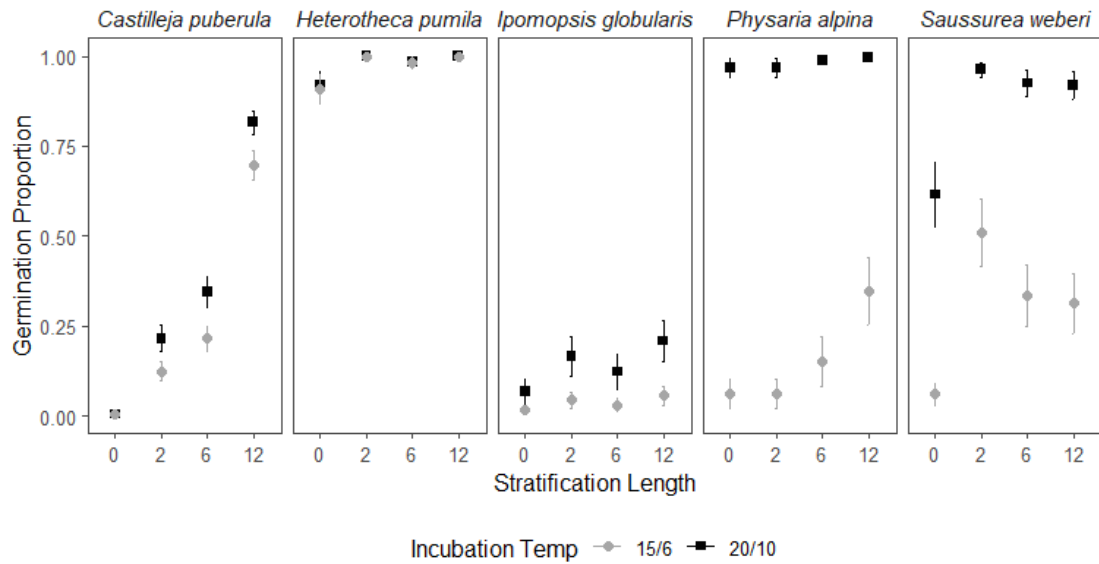 Castilleja puberula Heterotheca pumila Ipomopsis globularis Physaria alpina Saussurea weberi
1.00
0.75
0.50
0.25
0.00
Germination Proportion
0 2 6 12 0 2 6 12 0 2 6 12 0 2 6 12 0 2 6 12
Stratification Length
Incubation Temp 15/6 20/10